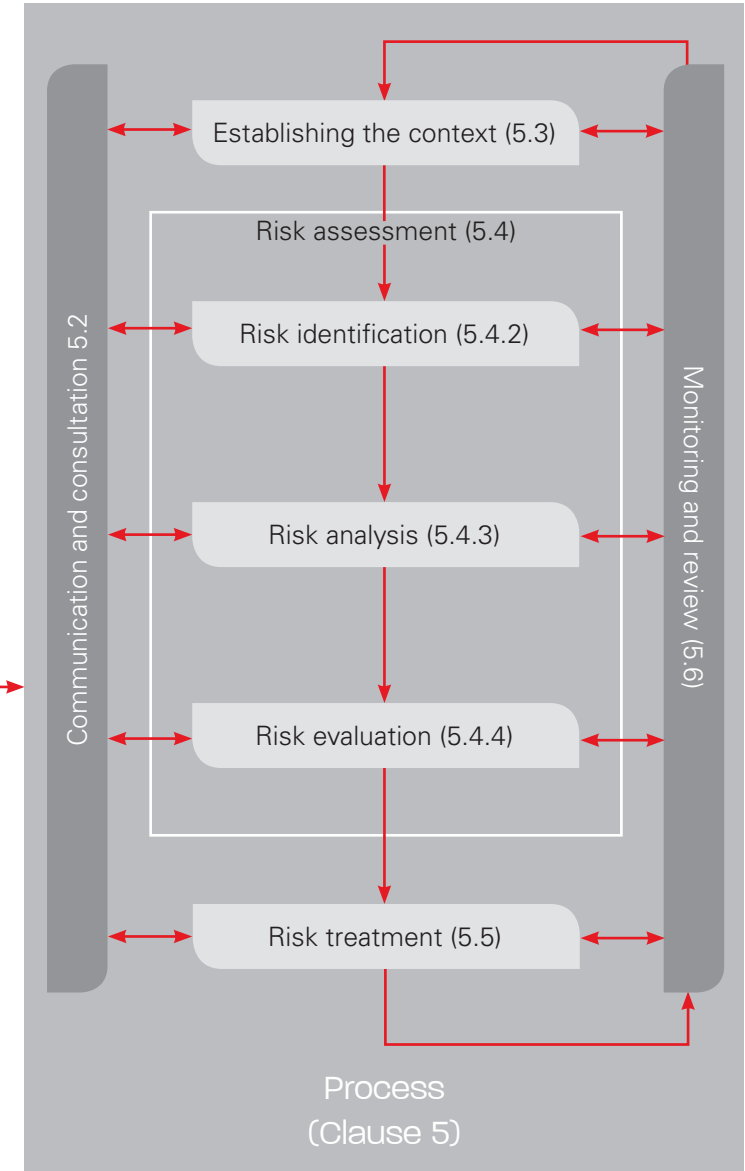 Establishing the context (5.3)
Risk assessment (5.4)
Risk identification (5.4.2)
Risk analysis (5.4.3)
Risk evaluation (5.4.4)
Risk treatment (5.5)
Communication and consultation 5.2
Monitoring and review (5.6)
Process
(Clause 5)